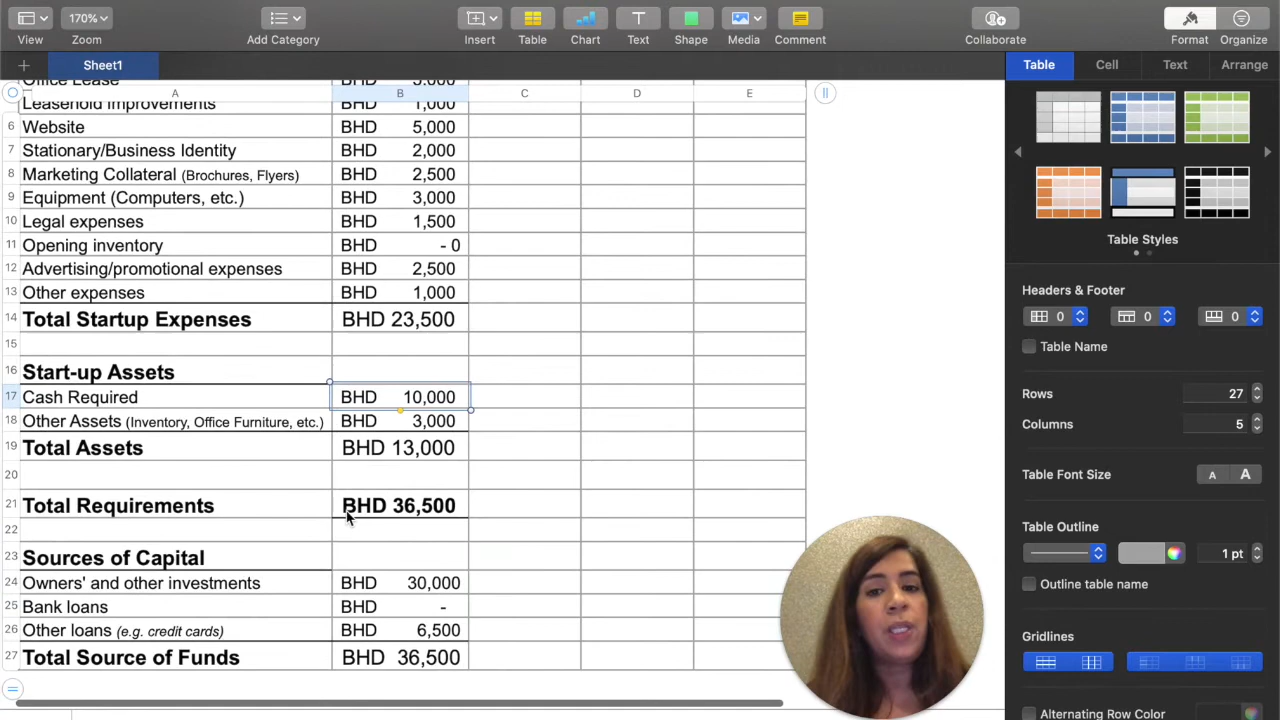 View
170%
Zoom
Add Category
Insert
Table
Chart
Text
Shape
Media
Comment
Collaborate
Format
Organize
Sheet1
Table
Cell
Text
Arrange
A B C D E
Leasehold Improvements BHD 1,000
6 Website BHD 5,000
7 Stationary/Business Identity BHD 2,000
8 Marketing Collateral (Brochures, Flyers) BHD 2,500
9 Equipment (Computers, etc.) BHD 3,000
10 Legal expenses BHD 1,500
11 Opening inventory BHD - 0
12 Advertising/promotional expenses BHD 2,500
13 Other expenses BHD 1,000
14 Total Startup Expenses BHD 23,500
15
16 Start-up Assets
17 Cash Required BHD 10,000
18 Other Assets (Inventory, Office Furniture, etc.) BHD 3,000
19 Total Assets BHD 13,000
20
21 Total Requirements BHD 36,500
22
23 Sources of Capital
24 Owners' and other investments BHD 30,000
25 Bank loans BHD -
26 Other loans (e.g. credit cards) BHD 6,500
27 Total Source of Funds BHD 36,500
Table Styles
Headers & Footer
0 0 0
Table Name
Rows 27
Columns 5
Table Font Size A A
Table Outline
1 pt
Outline table name
Gridlines
Alternating Row Color